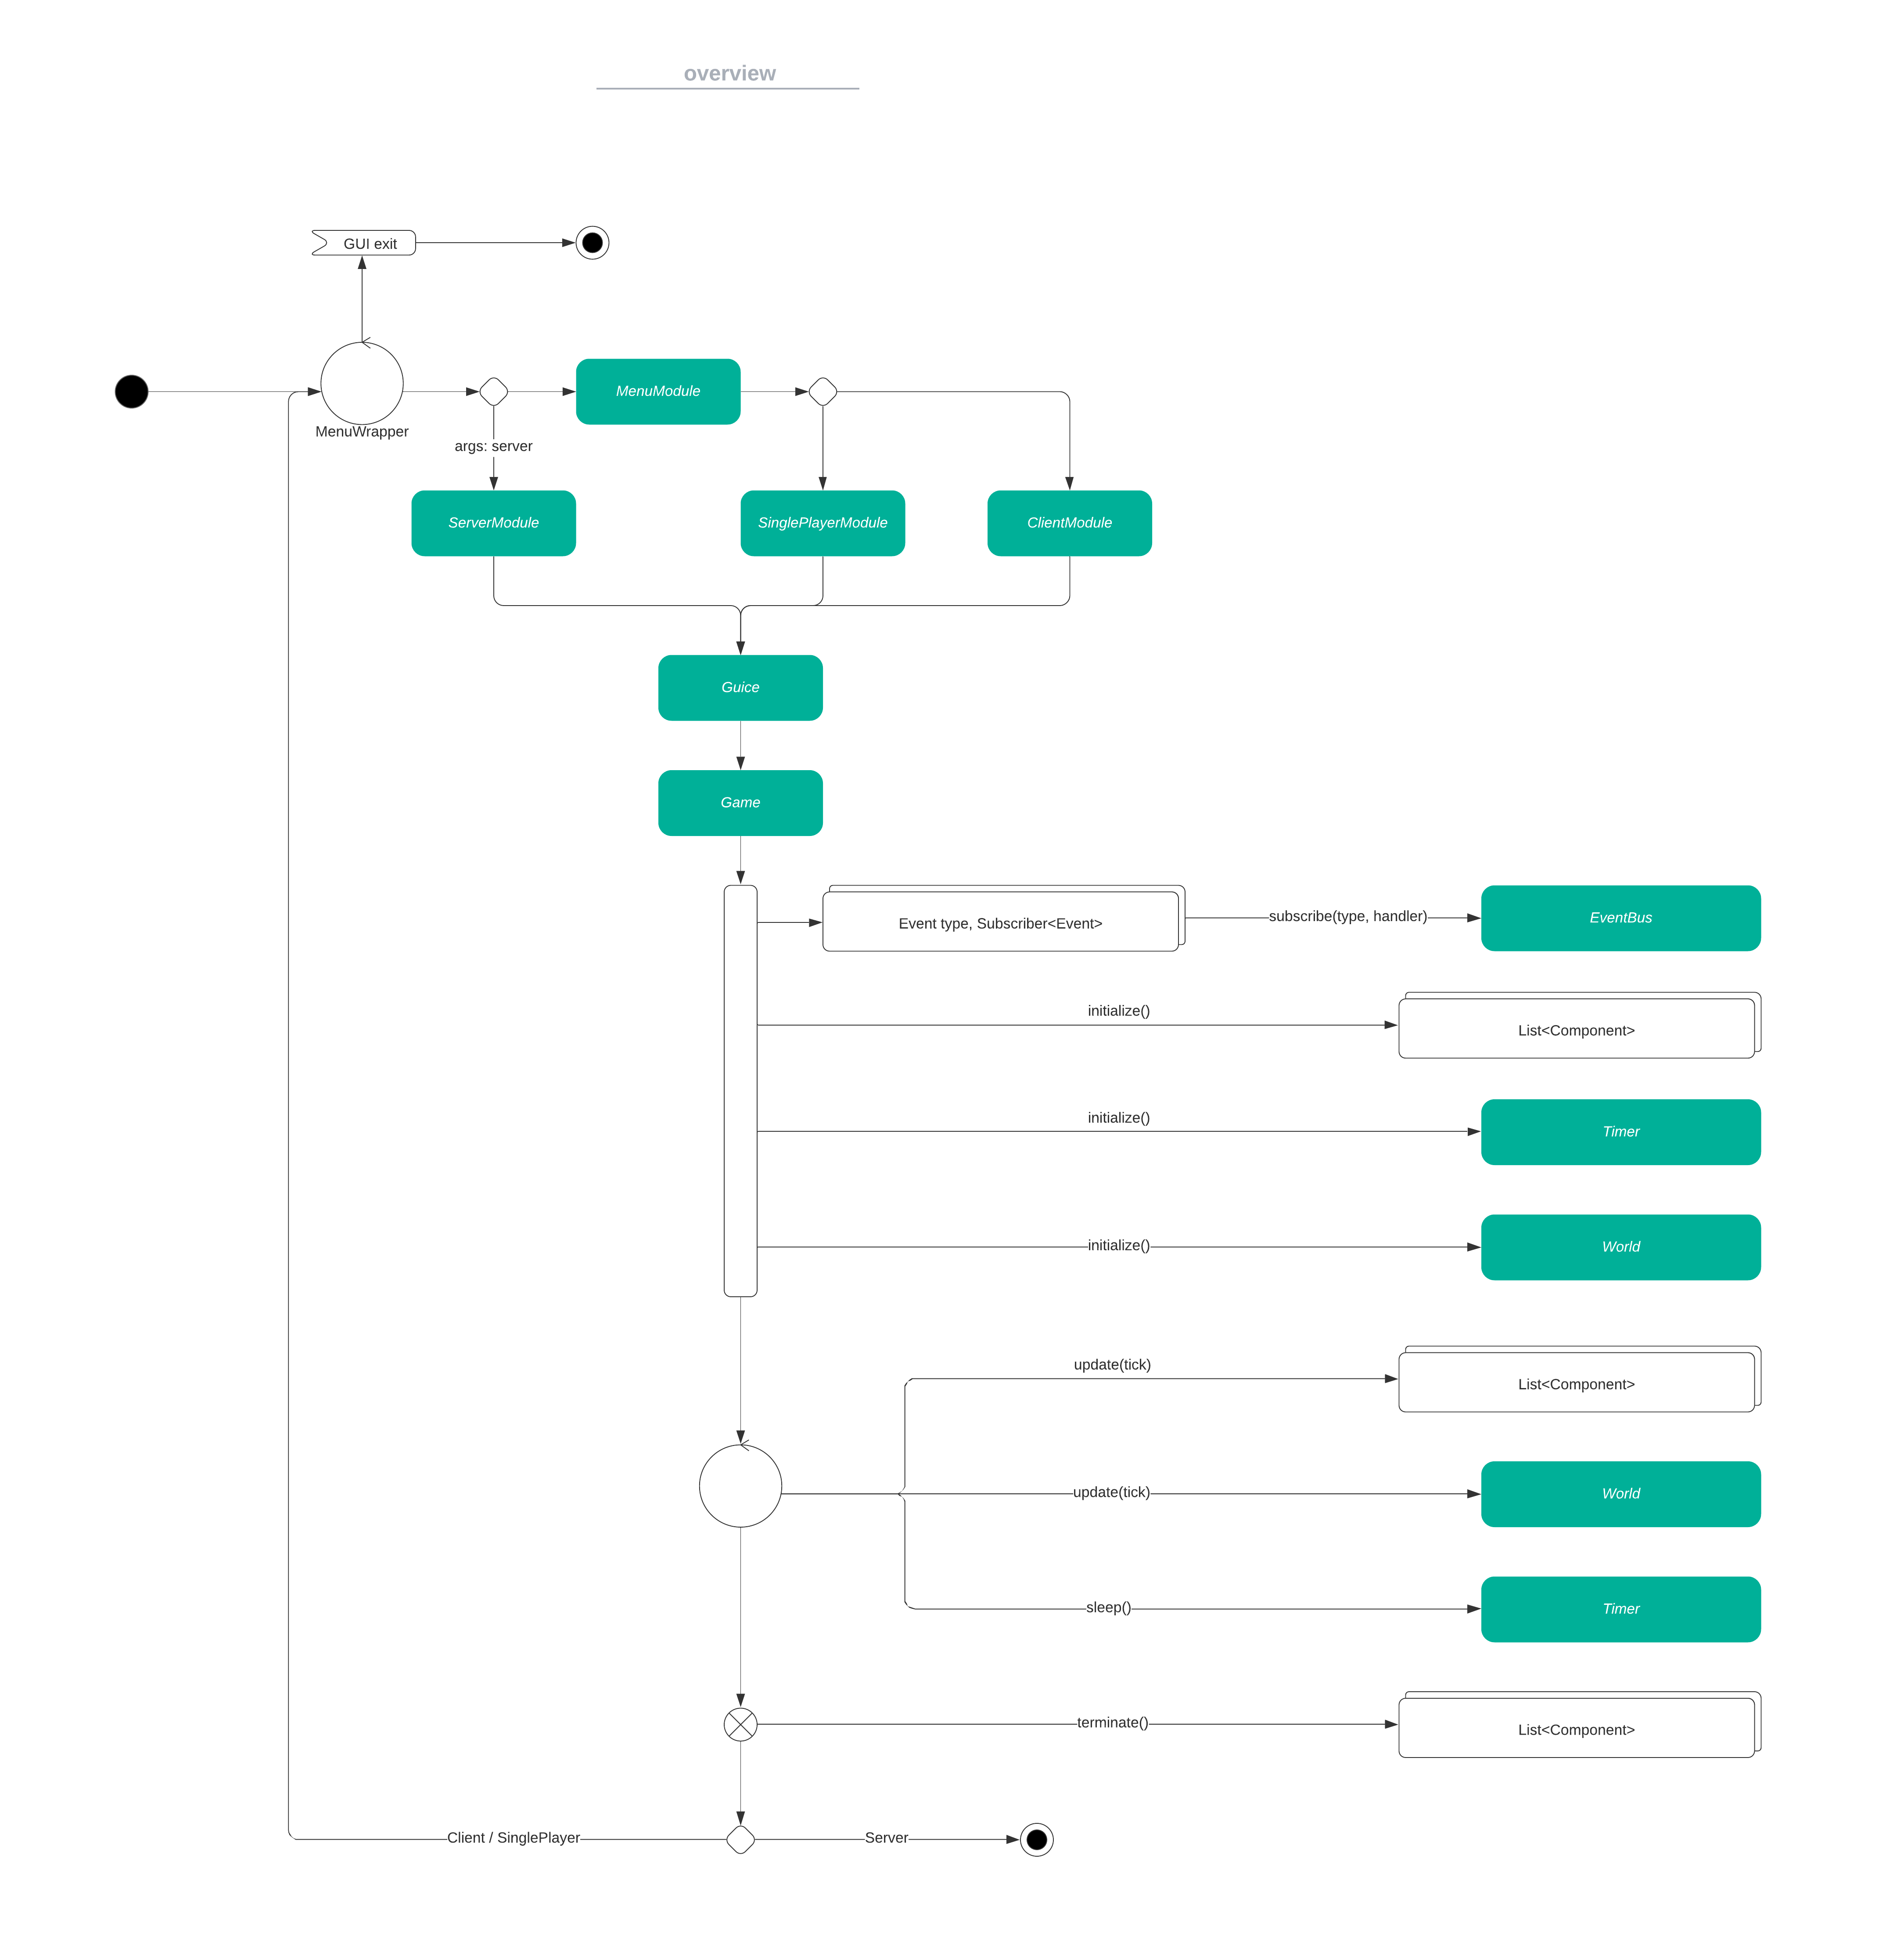 overview
GUI exit
MenuWrapper
MenuModule
args: server
ServerModule
SinglePlayerModule
ClientModule
Guice
Game
Event type, Subscriber<Event>
subscribe(type, handler)
EventBus
initialize()
List<Component>
initialize()
Timer
initialize()
World
update(tick)
List<Component>
update(tick)
World
sleep()
Timer
terminate()
List<Component>
Client / SinglePlayer
Server